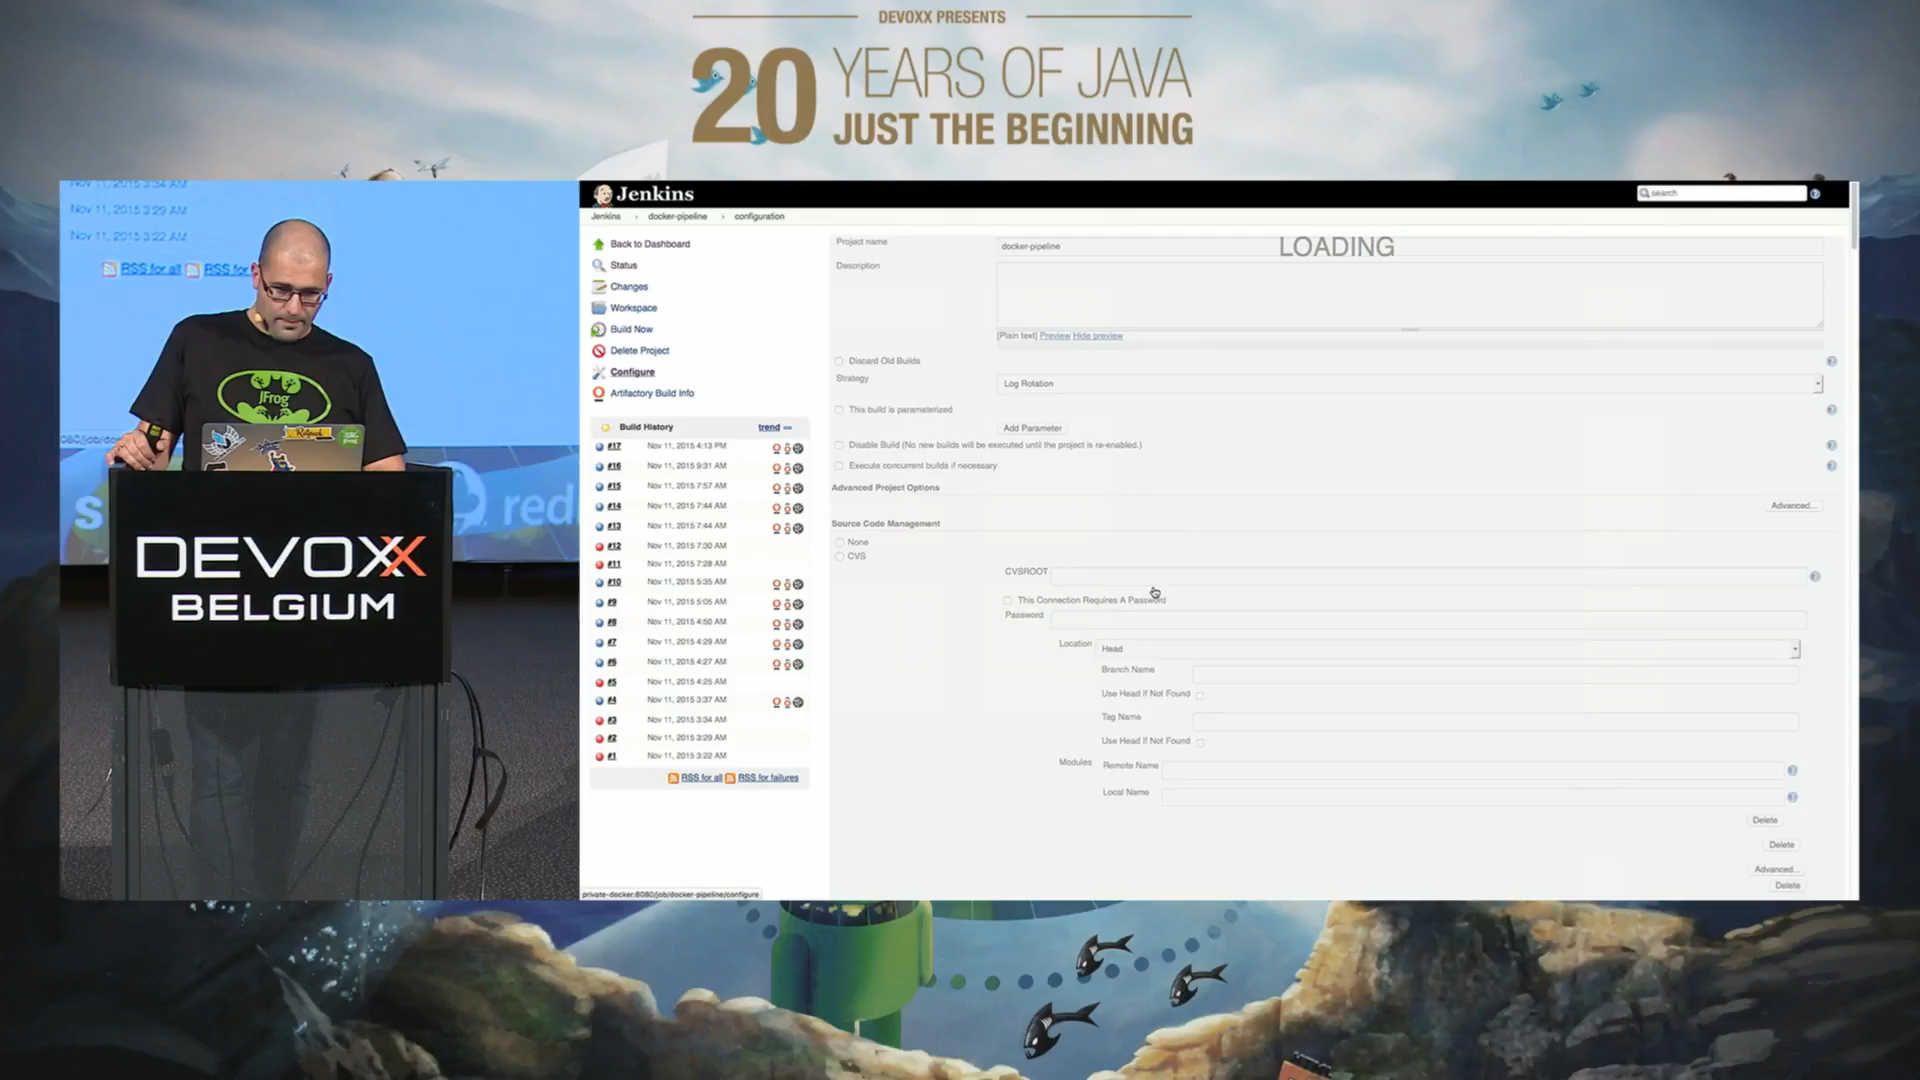 DEVOXX PRESENTS
20 YEARS OF JAVA
JUST THE BEGINNING
Nov 11, 2015 3:34 AM
Nov 11, 2015 3:29 AM
Nov 11, 2015 3:22 AM
RSS for all RSS for
JFrog
DEVOXX
BELGIUM
redh
Jenkins
search
Jenkins › docker-pipeline › configuration
Back to Dashboard
Status
Changes
Workspace
Build Now
Delete Project
Configure
Artifactory Build Info
Build History trend
#17 Nov 11, 2015 4:13 PM
#16 Nov 11, 2015 9:31 AM
#15 Nov 11, 2015 7:57 AM
#14 Nov 11, 2015 7:44 AM
#13 Nov 11, 2015 7:44 AM
#12 Nov 11, 2015 7:30 AM
#11 Nov 11, 2015 7:28 AM
#10 Nov 11, 2015 5:35 AM
#9 Nov 11, 2015 5:05 AM
#8 Nov 11, 2015 4:50 AM
#7 Nov 11, 2015 4:29 AM
#6 Nov 11, 2015 4:27 AM
#5 Nov 11, 2015 4:25 AM
#4 Nov 11, 2015 3:37 AM
#3 Nov 11, 2015 3:34 AM
#2 Nov 11, 2015 3:29 AM
#1 Nov 11, 2015 3:22 AM
RSS for all RSS for failures
private-docker:8080/job/docker-pipeline/configure
LOADING
Project name docker-pipeline
Description
[Plain text] Preview Hide preview
Discard Old Builds
Strategy Log Rotation
This build is parameterized
Add Parameter
Disable Build (No new builds will be executed until the project is re-enabled.)
Execute concurrent builds if necessary
Advanced Project Options
Advanced...
Source Code Management
None
CVS
CVSROOT
This Connection Requires A Password
Password
Location Head
Branch Name
Use Head If Not Found
Tag Name
Use Head If Not Found
Modules Remote Name
Local Name
Delete
Delete
Advanced...
Delete